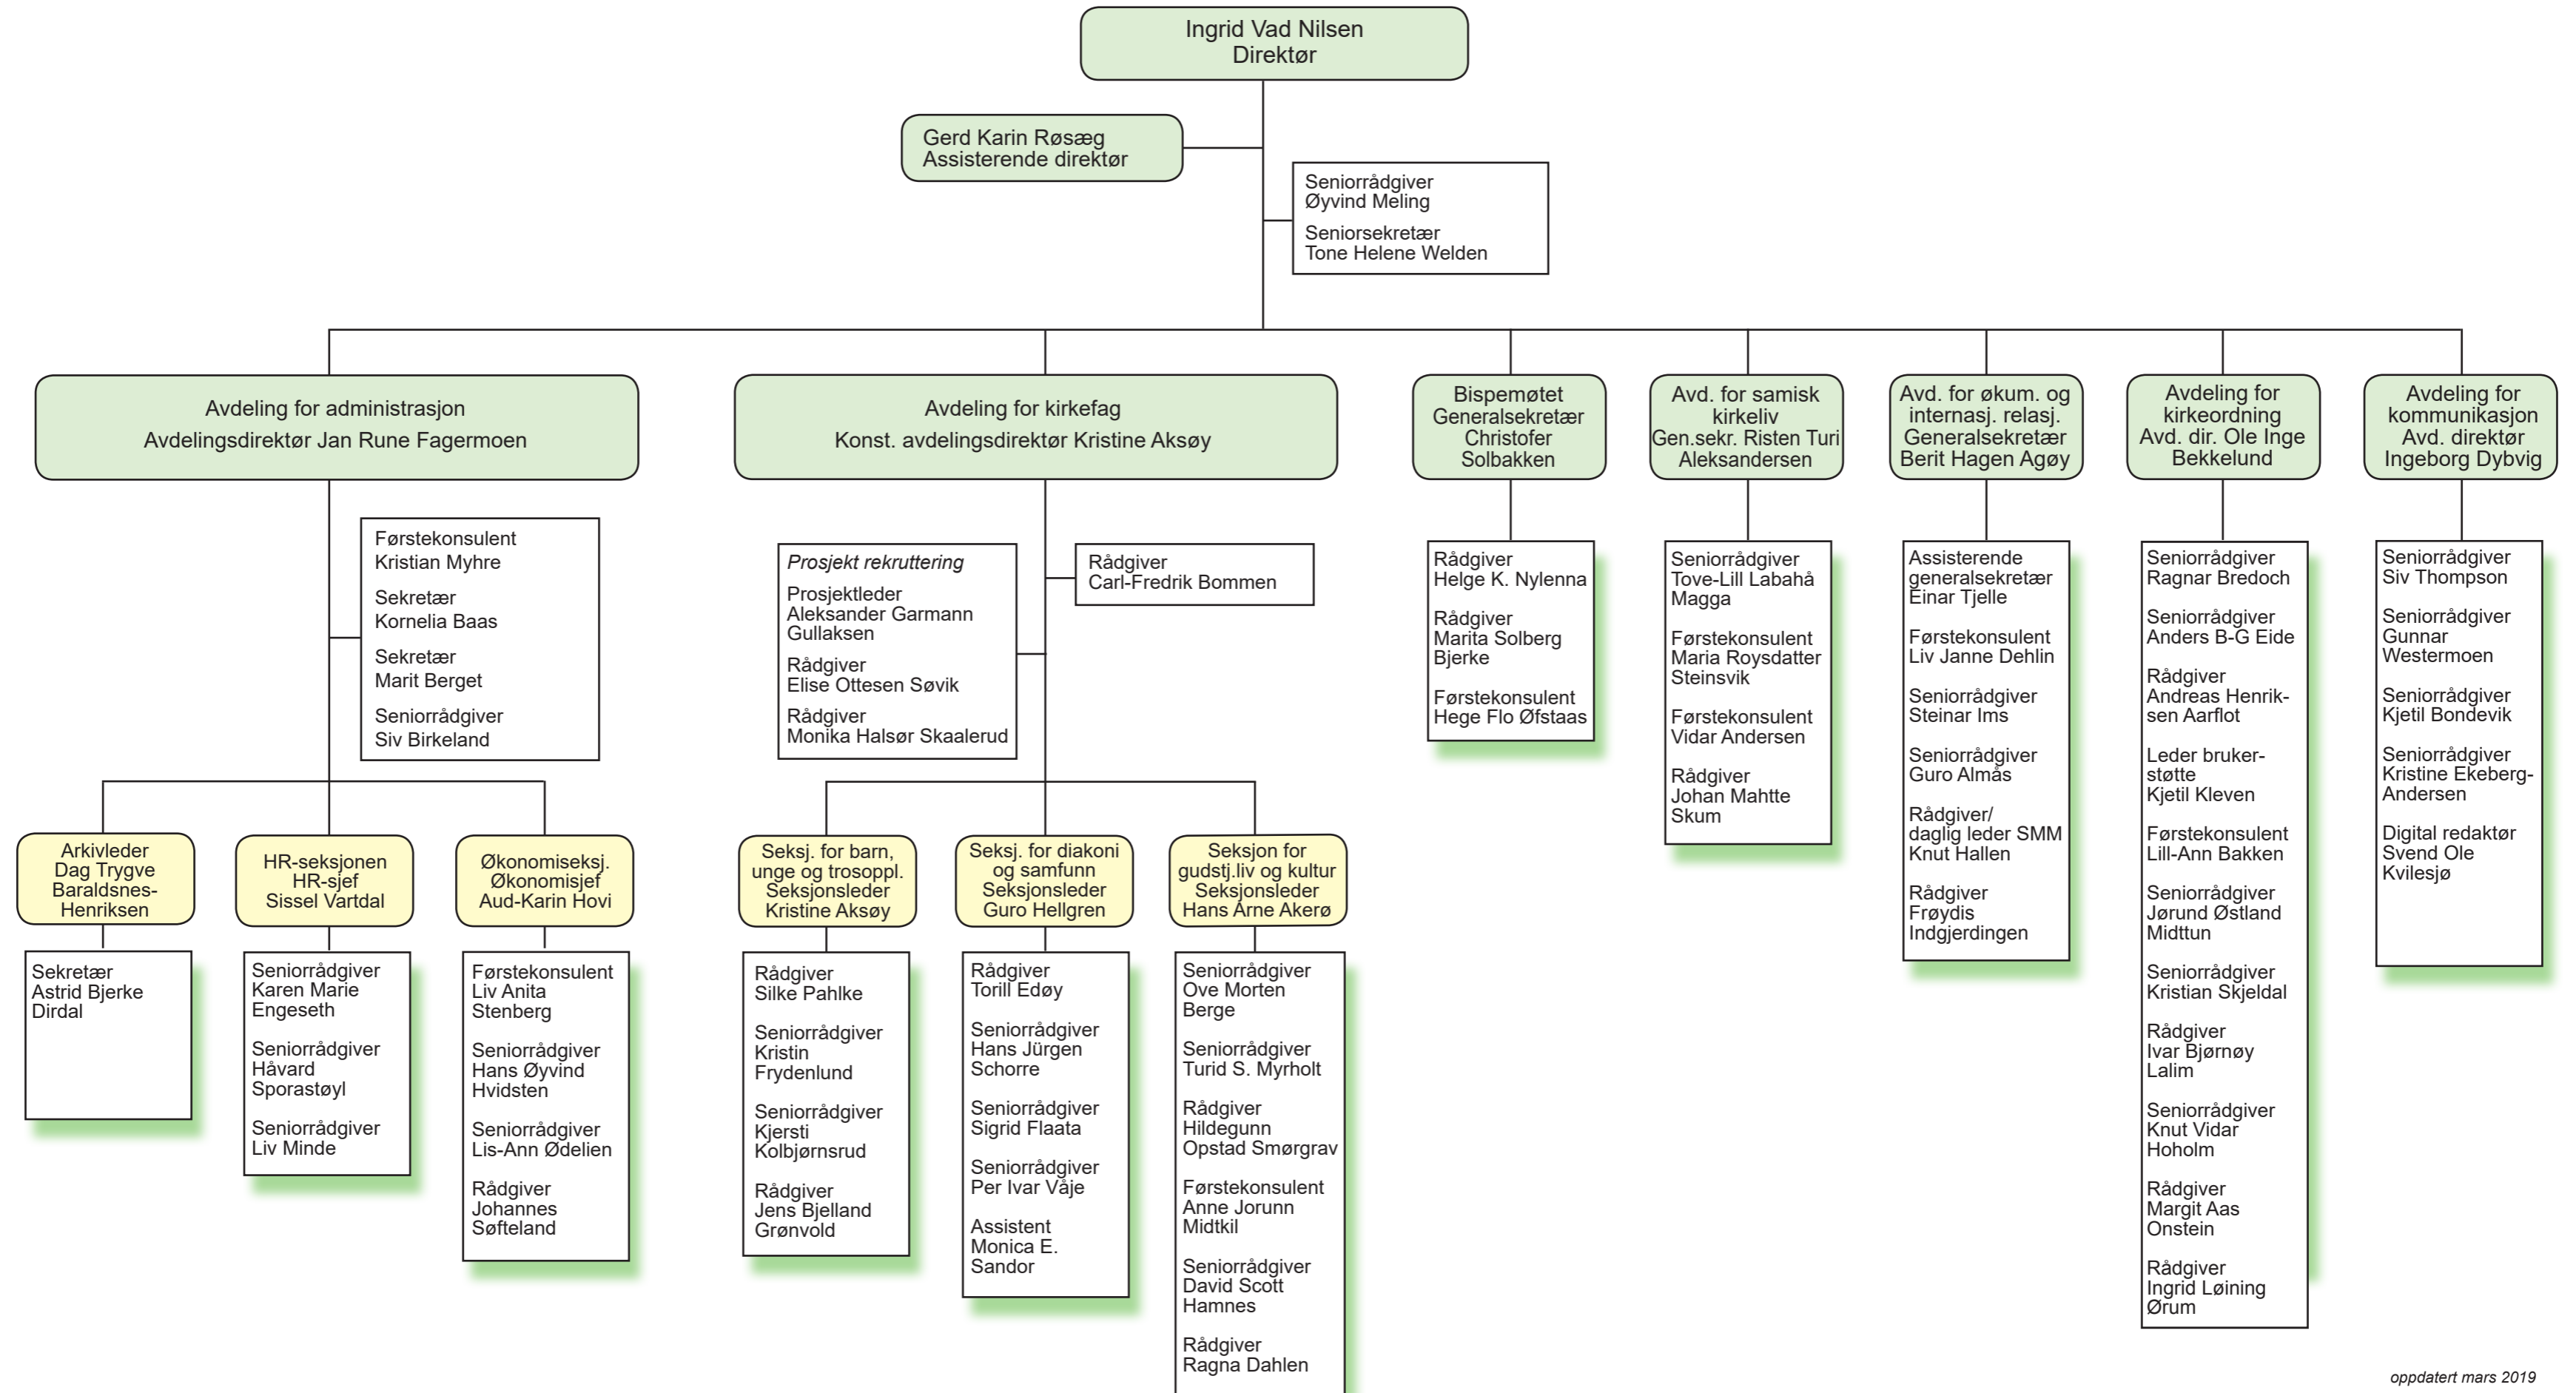 Ingrid Vad Nilsen
Direktør
Gerd Karin Røsæg
Assisterende direktør
Seniorrådgiver
Øyvind Meling
Seniorsekretær
Tone Helene Welden
Avdeling for administrasjon
Avdelingsdirektør Jan Rune Fagermoen
Avdeling for kirkefag
Konst. avdelingsdirektør Kristine Aksøy
Bispemøtet
Generalsekretær
Christofer
Solbakken
Avd. for samisk
kirkeliv
Gen.sekr. Risten Turi
Aleksandersen
Avd. for økum. og
internasj. relasj.
Generalsekretær
Berit Hagen Agøy
Avdeling for
kirkeordning
Avd. dir. Ole Inge
Bekkelund
Avdeling for
kommunikasjon
Avd. direktør
Ingeborg Dybvig
Førstekonsulent
Kristian Myhre
Sekretær
Kornelia Baas
Sekretær
Marit Berget
Seniorrådgiver
Siv Birkeland
Prosjekt rekruttering
Prosjektleder
Aleksander Garmann
Gullaksen
Rådgiver
Elise Ottesen Søvik
Rådgiver
Monika Halsør Skaalerud
Rådgiver
Carl-Fredrik Bommen
Rådgiver
Helge K. Nylenna
Rådgiver
Marita Solberg
Bjerke
Førstekonsulent
Hege Flo Øfstaas
Seniorrådgiver
Tove-Lill Labahå
Magga
Førstekonsulent
Maria Roysdatter
Steinsvik
Førstekonsulent
Vidar Andersen
Rådgiver
Johan Mahtte
Skum
Assisterende
generalsekretær
Einar Tjelle
Førstekonsulent
Liv Janne Dehlin
Seniorrådgiver
Steinar Ims
Seniorrådgiver
Guro Almås
Rådgiver/
daglig leder SMM
Knut Hallen
Rådgiver
Frøydis
Indgjerdingen
Seniorrådgiver
Ragnar Bredoch
Seniorrådgiver
Anders B-G Eide
Rådgiver
Andreas Henrik-
sen Aarflot
Leder bruker-
støtte
Kjetil Kleven
Førstekonsulent
Lill-Ann Bakken
Seniorrådgiver
Jørund Østland
Midttun
Seniorrådgiver
Kristian Skjeldal
Rådgiver
Ivar Bjørnøy
Lalim
Seniorrådgiver
Knut Vidar
Hoholm
Rådgiver
Margit Aas
Onstein
Rådgiver
Ingrid Løining
Ørum
Seniorrådgiver
Siv Thompson
Seniorrådgiver
Gunnar
Westermoen
Seniorrådgiver
Kjetil Bondevik
Seniorrådgiver
Kristine Ekeberg-
Andersen
Digital redaktør
Svend Ole
Kvilesjø
Arkivleder
Dag Trygve
Baraldsnes-
Henriksen
HR-seksjonen
HR-sjef
Sissel Vartdal
Økonomiseksj.
Økonomisjef
Aud-Karin Hovi
Seksj. for barn,
unge og trosoppl.
Seksjonsleder
Kristine Aksøy
Seksj. for diakoni
og samfunn
Seksjonsleder
Guro Hellgren
Seksjon for
gudstj.liv og kultur
Seksjonsleder
Hans Arne Akerø
Sekretær
Astrid Bjerke
Dirdal
Seniorrådgiver
Karen Marie
Engeseth
Seniorrådgiver
Håvard
Sporastøyl
Seniorrådgiver
Liv Minde
Førstekonsulent
Liv Anita
Stenberg
Seniorrådgiver
Hans Øyvind
Hvidsten
Seniorrådgiver
Lis-Ann Ødelien
Rådgiver
Johannes
Søfteland
Rådgiver
Silke Pahlke
Seniorrådgiver
Kristin
Frydenlund
Seniorrådgiver
Kjersti
Kolbjørnsrud
Rådgiver
Jens Bjelland
Grønvold
Rådgiver
Torill Edøy
Seniorrådgiver
Hans Jürgen
Schorre
Seniorrådgiver
Sigrid Flaata
Seniorrådgiver
Per Ivar Våje
Assistent
Monica E.
Sandor
Seniorrådgiver
Ove Morten
Berge
Seniorrådgiver
Turid S. Myrholt
Rådgiver
Hildegunn
Opstad Smørgrav
Førstekonsulent
Anne Jorunn
Midtkil
Seniorrådgiver
David Scott
Hamnes
Rådgiver
Ragna Dahlen
oppdatert mars 2019